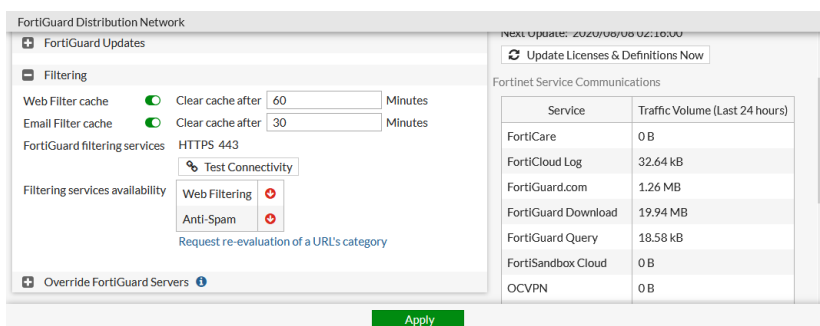 FortiGuard Distribution Network
FortiGuard Updates
Filtering
Web Filter cache Clear cache after 60 Minutes
Email Filter cache Clear cache after 30 Minutes
FortiGuard filtering services HTTPS 443
Test Connectivity
Filtering services availability Web Filtering
Anti-Spam
Request re-evaluation of a URL's category
Override FortiGuard Servers
Next Update: 2020/08/08 02:16:00
Update Licenses & Definitions Now
Fortinet Service Communications
Service Traffic Volume (Last 24 hours)
FortiCare 0 B
FortiCloud Log 32.64 kB
FortiGuard.com 1.26 MB
FortiGuard Download 19.94 MB
FortiGuard Query 18.58 kB
FortiSandbox Cloud 0 B
OCVPN 0 B
Apply